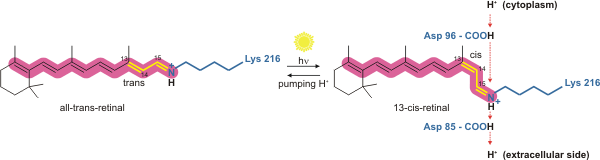 H⁺ (cytoplasm)
Asp 96 - COOH
13
15
+
N
H
Lys 216
14
trans
all-trans-retinal
hν
pumping H⁺
13
cis
14
15
N
+
H
Lys 216
13-cis-retinal
Asp 85 - COOH
H⁺ (extracellular side)